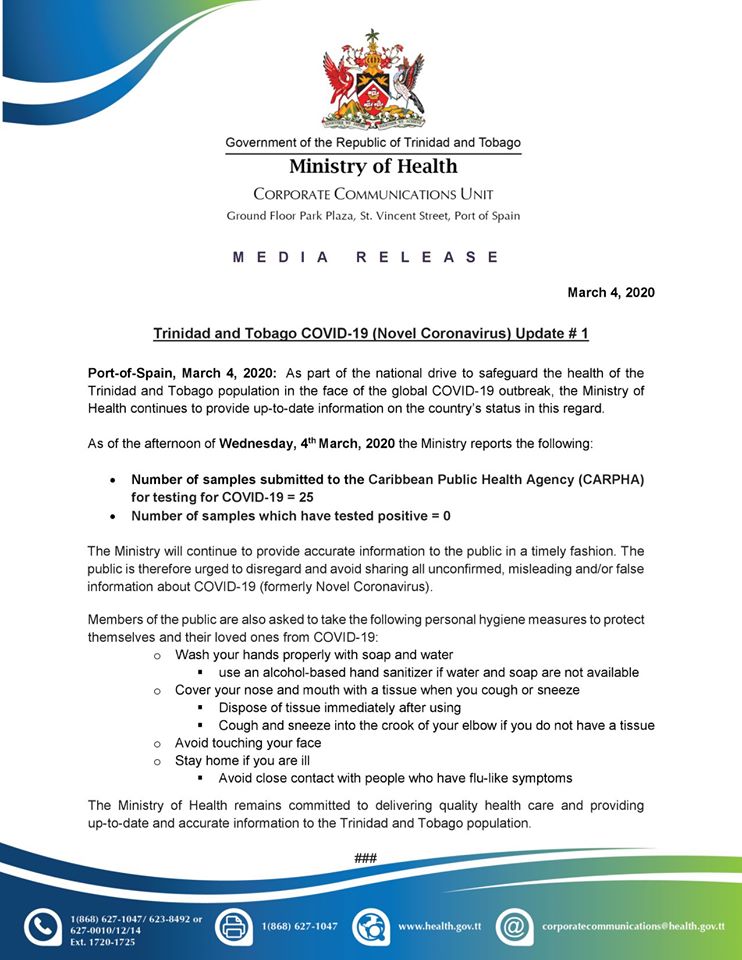 Government of the Republic of Trinidad and Tobago
Ministry of Health
CORPORATE COMMUNICATIONS UNIT
Ground Floor Park Plaza, St. Vincent Street, Port of Spain
MEDIA RELEASE
March 4, 2020
Trinidad and Tobago COVID-19 (Novel Coronavirus) Update # 1
Port-of-Spain, March 4, 2020: As part of the national drive to safeguard the health of the
Trinidad and Tobago population in the face of the global COVID-19 outbreak, the Ministry of
Health continues to provide up-to-date information on the country's status in this regard.
As of the afternoon of Wednesday, 4th March, 2020 the Ministry reports the following:
• Number of samples submitted to the Caribbean Public Health Agency (CARPHA)
for testing for COVID-19 = 25
• Number of samples which have tested positive = 0
The Ministry will continue to provide accurate information to the public in a timely fashion. The
public is therefore urged to disregard and avoid sharing all unconfirmed, misleading and/or false
information about COVID-19 (formerly Novel Coronavirus).
Members of the public are also asked to take the following personal hygiene measures to protect
themselves and their loved ones from COVID-19:
o Wash your hands properly with soap and water
▪ use an alcohol-based hand sanitizer if water and soap are not available
o Cover your nose and mouth with a tissue when you cough or sneeze
▪ Dispose of tissue immediately after using
▪ Cough and sneeze into the crook of your elbow if you do not have a tissue
o Avoid touching your face
o Stay home if you are ill
▪ Avoid close contact with people who have flu-like symptoms
The Ministry of Health remains committed to delivering quality health care and providing
up-to-date and accurate information to the Trinidad and Tobago population.
###
1(868) 627-1047/ 623-8492 or
627-0010/12/14
Ext. 1720-1725
1(868) 627-1047
www.health.gov.tt
corporatecommunications@health.gov.tt